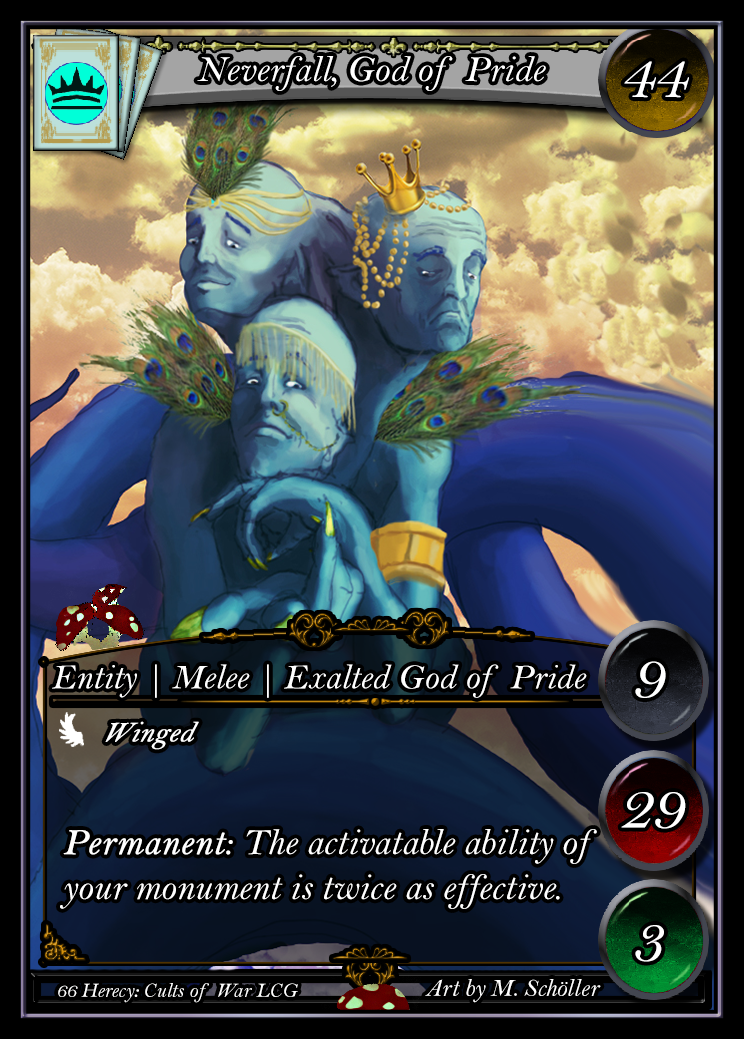 Neverfall, God of Pride
44
Entity | Melee | Exalted God of Pride
9
Winged
29
Permanent: The activatable ability of
your monument is twice as effective.
3
66 Herecy: Cults of War LCG
Art by M. Schöller